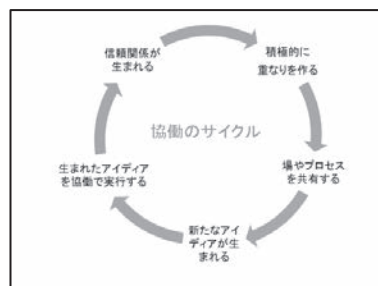 信頼関係が
生まれる
積極的に
重なりを作る
協働のサイクル
生まれたアイディア
を協働で実行する
場やプロセス
を共有する
新たなアイ
ディアが生
まれる